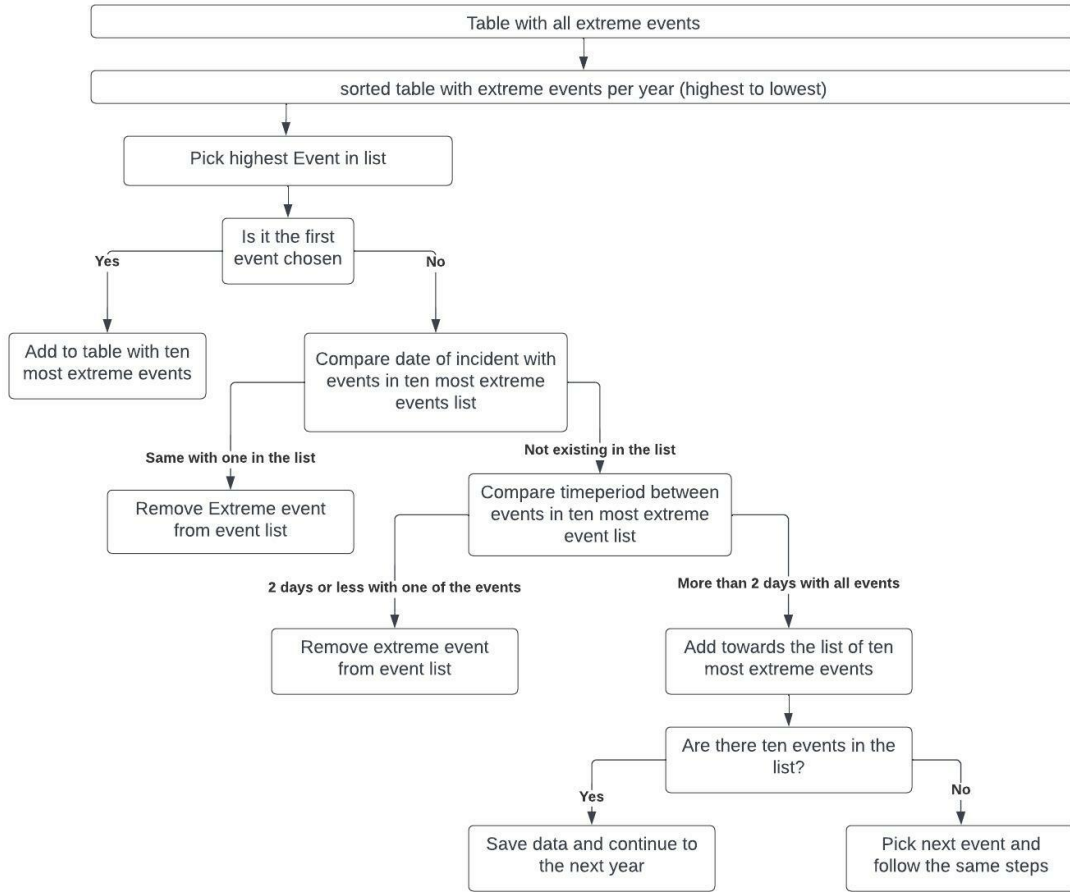 Table with all extreme events
sorted table with extreme events per year (highest to lowest)
Pick highest Event in list
Is it the first
event chosen
Yes
No
Add to table with ten
most extreme events
Compare date of incident with
events in ten most extreme
events list
Same with one in the list
Not existing in the list
Remove Extreme event
from event list
Compare timeperiod between
events in ten most extreme
event list
2 days or less with one of the events
More than 2 days with all events
Remove extreme event
from event list
Add towards the list of ten
most extreme events
Are there ten events in the
list?
Yes
No
Save data and continue to
the next year
Pick next event and
follow the same steps